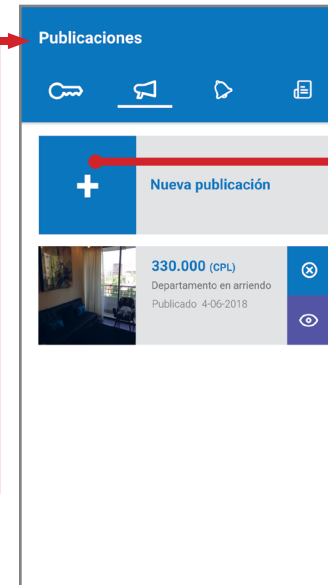 Publicaciones
Nueva publicación
330.000 (CPL)
Departamento en arriendo
Publicado 4-06-2018